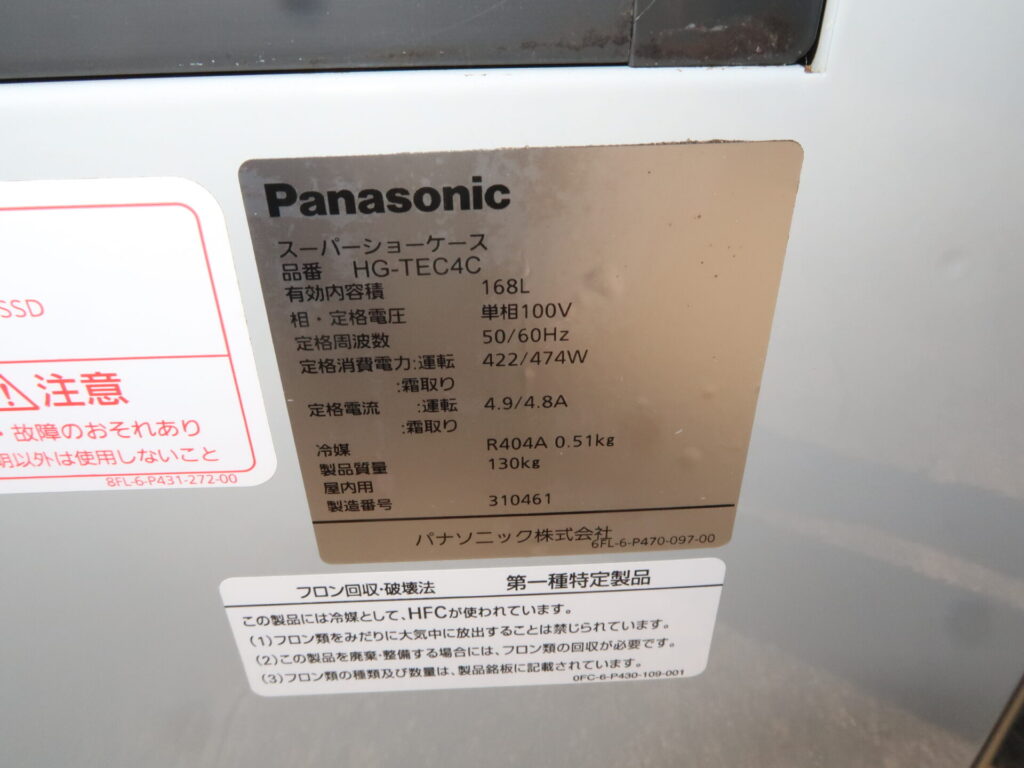 Panasonic
スーパーショーケース
品番 HG-TEC4C
有効内容積 168L
相・定格電圧 単相100V
定格周波数 50/60Hz
定格消費電力:運転 422/474W
:霜取り
定格電流 :運転 4.9/4.8A
:霜取り
冷媒 R404A 0.51kg
製品質量 130kg
屋内用
製造番号 310461
パナソニック株式会社
6FL-6-P470-097-00
SSD
注意
・故障のおそれあり
以外は使用しないこと
8FL-6-P431-272-00
フロン回収・破壊法 第一種特定製品
この製品には冷媒として、HFCが使われています。
(1)フロン類をみだりに大気中に放出することは禁じられています。
(2)この製品を廃棄・整備する場合には、フロン類の回収が必要です。
(3)フロン類の種類及び数量は、製品銘板に記載されています。
0FC-6-P430-109-001